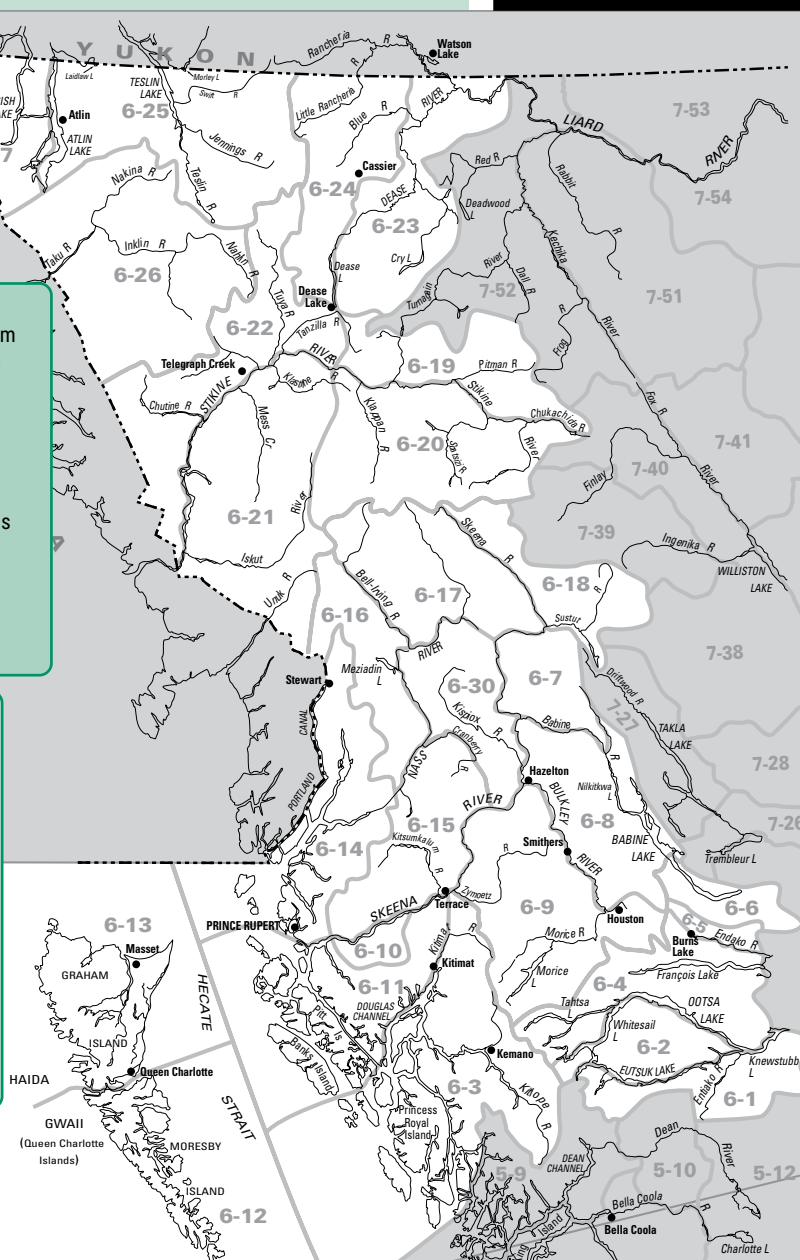 YUKON
Rancheria R
Watson
Lake
Laidlaw L
TESLIN
LAKE
Morley L
Swift R
6-25
Atlin
ATLIN
LAKE
ISH
AKE
7
Jennings R
Teslin R
Little Rancheria R
Blue R
RIVER
LIARD
RIVER
7-53
7-54
Cassier
6-24
DEASE
6-23
Red R
Deadwood
L
Rabbit R
Nakina R
Taku R
Inklin R
6-26
Nahlin R
Dease
L
Cry L
Kechika
River
7-52
Dall R
Turnagain
River
7-51
Tuya R
Dease
Lake
6-22
Tanzilla R
Telegraph Creek
RIVER
STIKINE
Chutine R
Mess Cr
Klastline R
6-19
Pitman R
Frog R
Stikine
River
Chukachida R
Klappan R
6-20
Spatsizi R
Fox R
7-41
7-40
Finlay
River
m
s
A
6-21
River
Iskut
7-39
Ingenika R
WILLISTON
LAKE
Skeena R
6-18
Unuk R
6-16
Bell-Irving R
6-17
Sustut R
RIVER
Stewart
Meziadin
L
6-30
6-7
7-38
Driftwood R
7-27
TAKLA
LAKE
Kispiox R
Babine R
CANAL
PORTLAND
NASS
Cranberry R
Hazelton
7-28
Nilkitkwa
L
6-15
RIVER
BULKLEY
RIVER
6-8
7-26
6-14
Kitsumkalum R
Smithers
BABINE
LAKE
Trembleur L
R
Zymoetz
Terrace
PRINCE RUPERT
SKEENA
6-9
Houston
6-6
6-5
6-13
Masset
6-10
Kitimat R
Morice R
Burns
Lake
Endako R
GRAHAM
ISLAND
HECATE
STRAIT
6-11
Kitimat
Morice
L
6-4
François Lake
DOUGLAS
CHANNEL
Pitt Is
Banks Island
Tahtsa
L
OOTSA
LAKE
Whitesail
L
6-2
Kemano
HAIDA
GWAII
(Queen Charlotte
Islands)
Queen Charlotte
EUTSUK LAKE
Knewstubb
L
Entiako R
6-1
6-3
Kitlope R
Princess
Royal
Island
MORESBY
ISLAND
6-12
DEAN
CHANNEL
Dean
River
5-9
5-10
5-12
Bella Coola R
Bella Coola
Island
Charlotte L